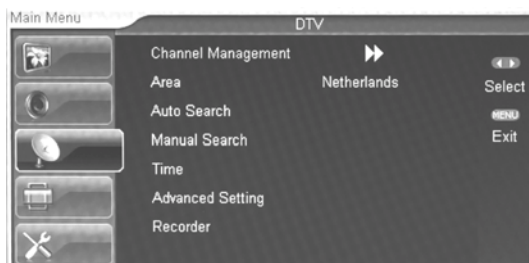 Main Menu
DTV
Channel Management
Area Netherlands
Select
Auto Search
MENU
Manual Search
Exit
Time
Advanced Setting
Recorder